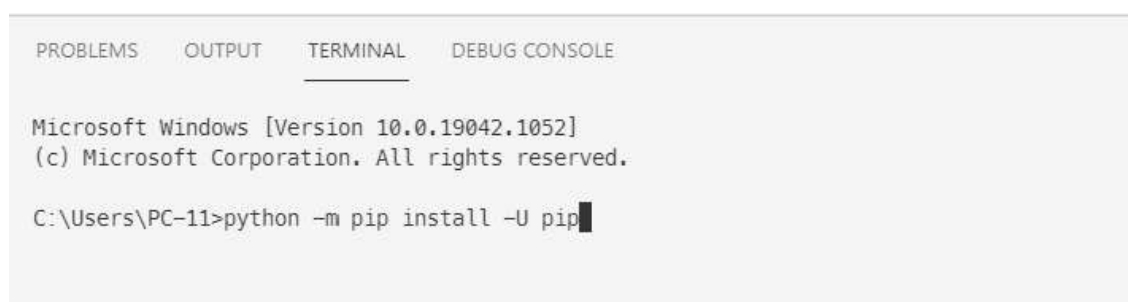 PROBLEMS OUTPUT TERMINAL DEBUG CONSOLE
Microsoft Windows [Version 10.0.19042.1052]
(c) Microsoft Corporation. All rights reserved.
C:\Users\PC-11>python -m pip install -U pip